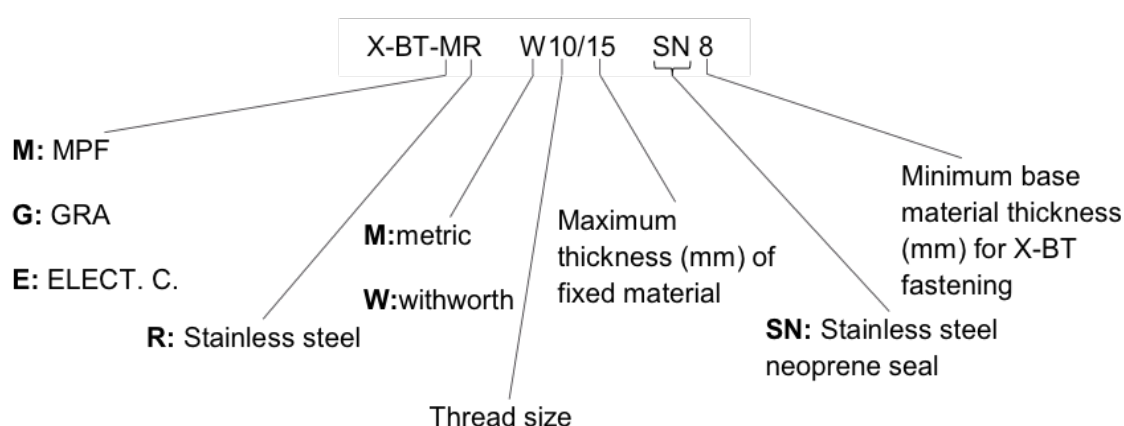 X-BT-MR W10/15 SN 8
M: MPF
G: GRA
E: ELECT. C.
R: Stainless steel
M:metric
W:withworth
Thread size
Maximum
thickness (mm) of
fixed material
SN: Stainless steel
neoprene seal
Minimum base
material thickness
(mm) for X-BT
fastening